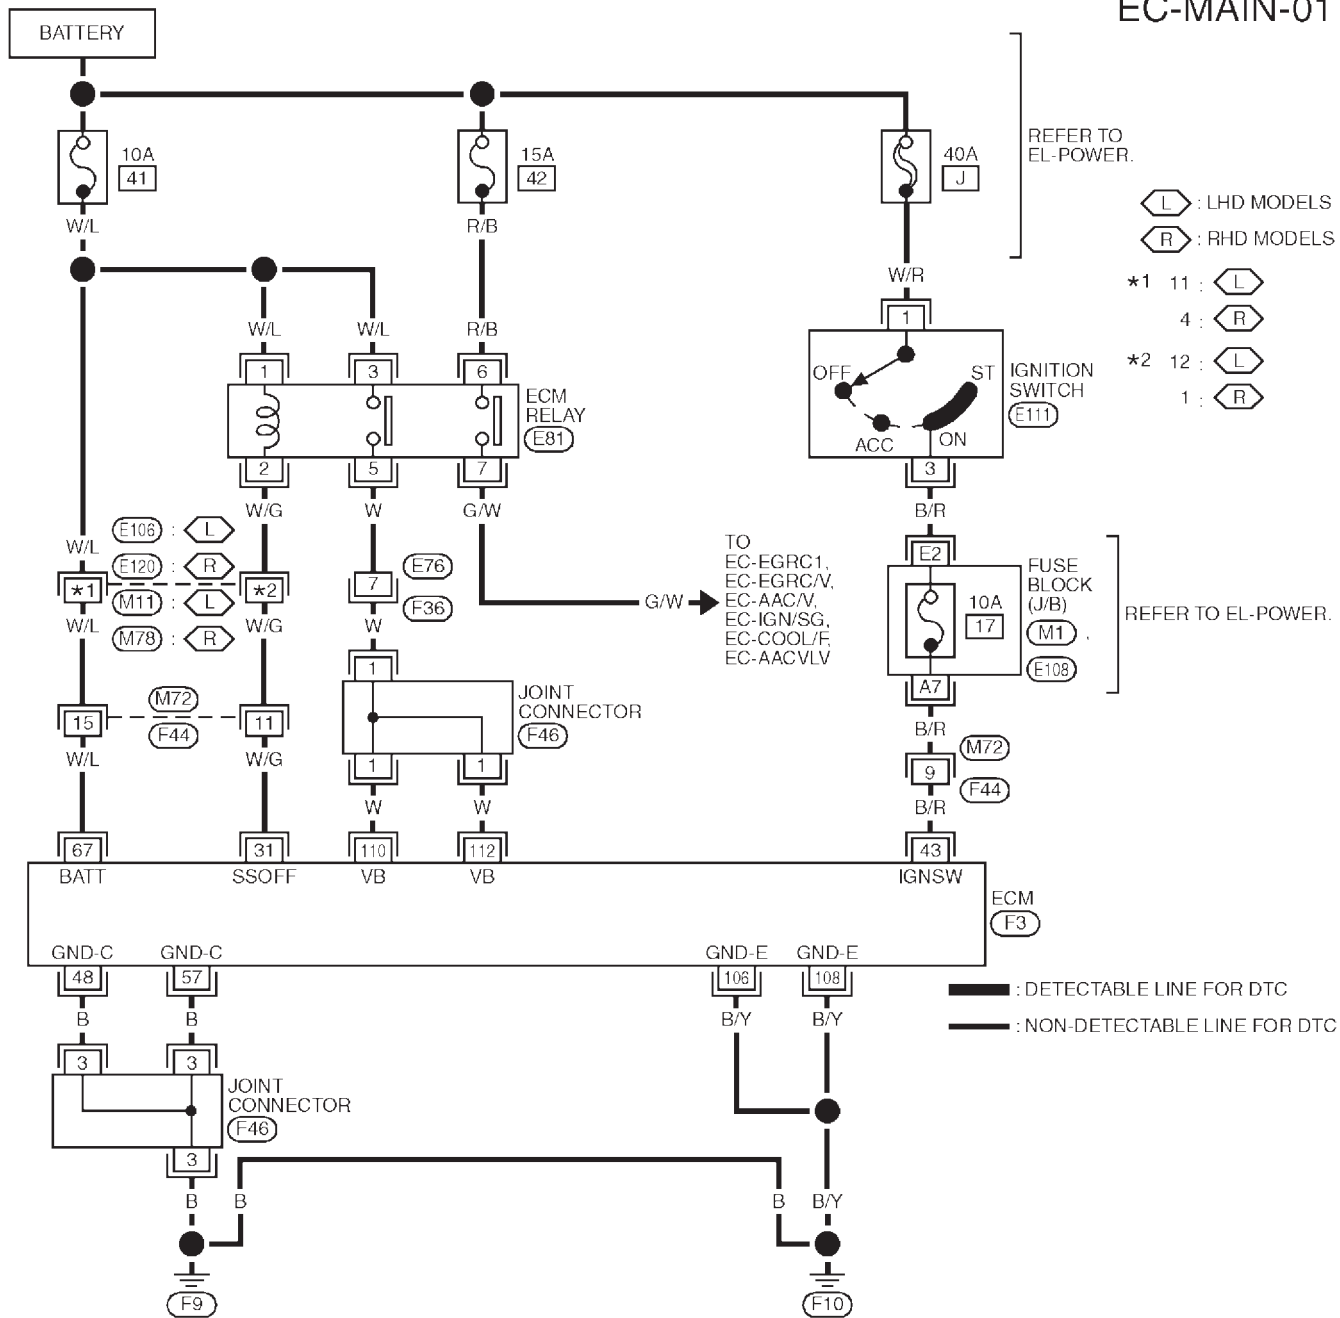 EC-MAIN-01
BATTERY
10A
41
15A
42
40A
J
REFER TO
EL-POWER.
W/L
R/B
W/R
L : LHD MODELS
R : RHD MODELS
*1 11 : L
4 : R
*2 12 : L
1 : R
W/L
W/L
R/B
1
3
6
ECM
RELAY
E81
2
5
7
1
OFF
ST
ACC
ON
IGNITION
SWITCH
E111
3
W/G
W
G/W
B/R
E106 : L
E120 : R
M11 : L
M78 : R
W/L
*1
*2
W/L
W/G
E76
7
F36
W
G/W
TO
EC-EGRC1,
EC-EGRC/V,
EC-AAC/V,
EC-IGN/SG,
EC-COOL/F,
EC-AACVLV
E2
10A
17
FUSE
BLOCK
(J/B)
M1 ,
E108
A7
REFER TO EL-POWER.
1
JOINT
CONNECTOR
F46
1
1
M72
15
11
F44
W/L
W/G
W
W
B/R
M72
9
F44
B/R
67
31
110
112
43
BATT
SSOFF
VB
VB
IGNSW
ECM
F3
GND-C
GND-C
GND-E
GND-E
48
57
106
108
: DETECTABLE LINE FOR DTC
: NON-DETECTABLE LINE FOR DTC
B
B
B/Y
B/Y
3
3
JOINT
CONNECTOR
F46
3
B
B
B
B/Y
F9
F10